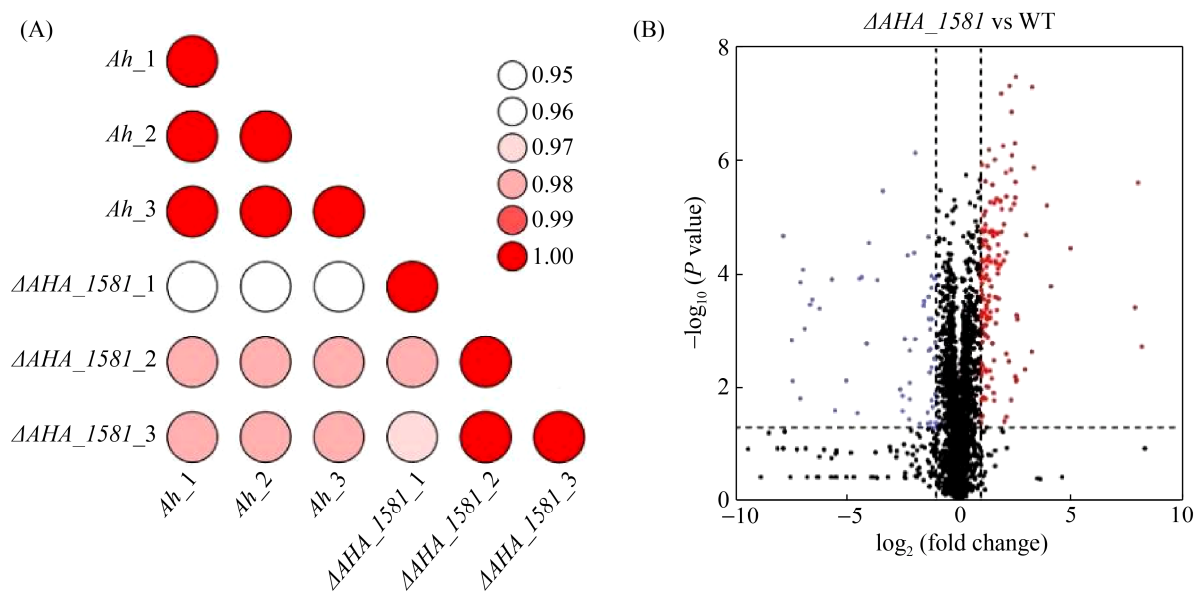 (A)
Ah_1
Ah_2
Ah_3
ΔAHA_1581_1
ΔAHA_1581_2
ΔAHA_1581_3
Ah_1
Ah_2
Ah_3
ΔAHA_1581_1
ΔAHA_1581_2
ΔAHA_1581_3
0.95
0.96
0.97
0.98
0.99
1.00
(B)
ΔAHA_1581 vs WT
−log₁₀ (P value)
8
6
4
2
0
−10
−5
0
5
10
log₂ (fold change)